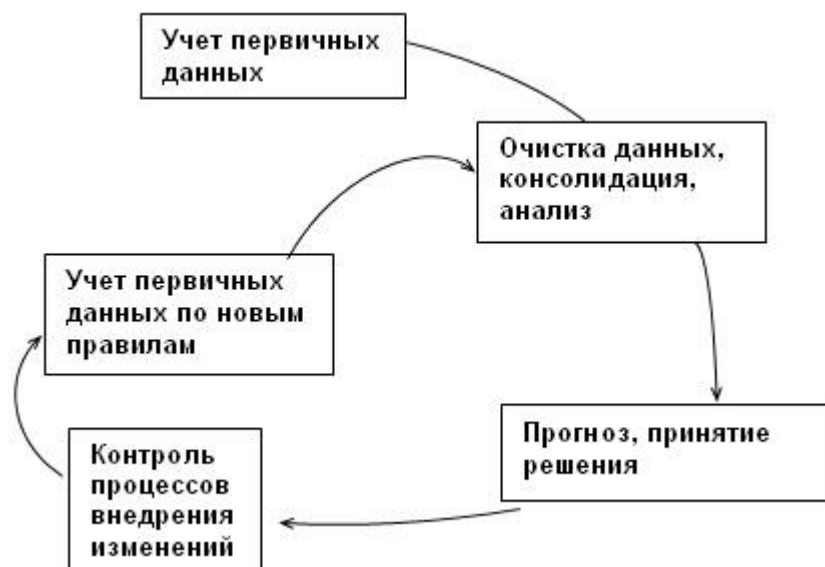 Учет первичных
данных
Очистка данных,
консолидация,
анализ
Учет первичных
данных по новым
правилам
Прогноз, принятие
решения
Контроль
процессов
внедрения
изменений